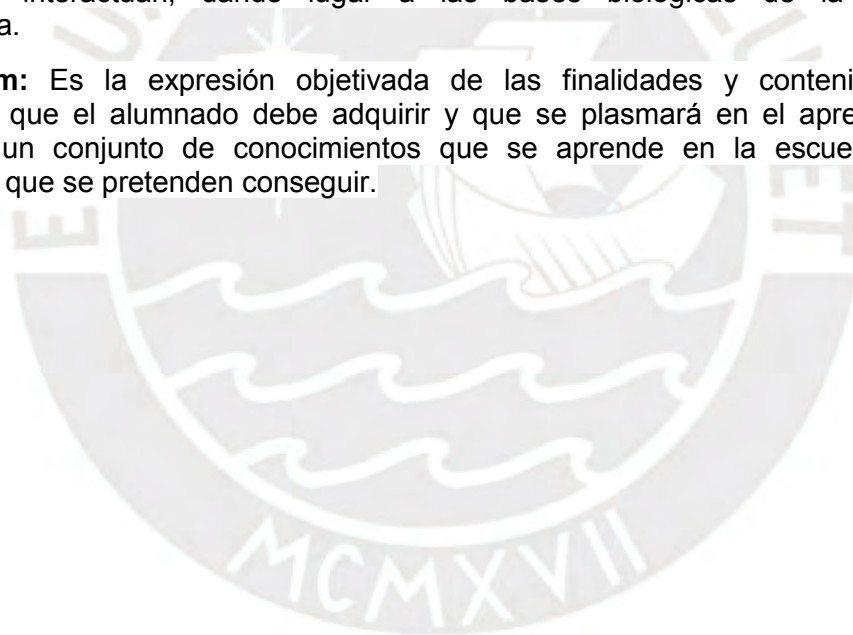 interactúan, dando lugar a las bases biológicas de la
a.
m: Es la expresión objetivada de las finalidades y conteni
que el alumnado debe adquirir y que se plasmará en el apre
un conjunto de conocimientos que se aprende en la escue
que se pretenden conseguir.
E
ET
MCMXVII